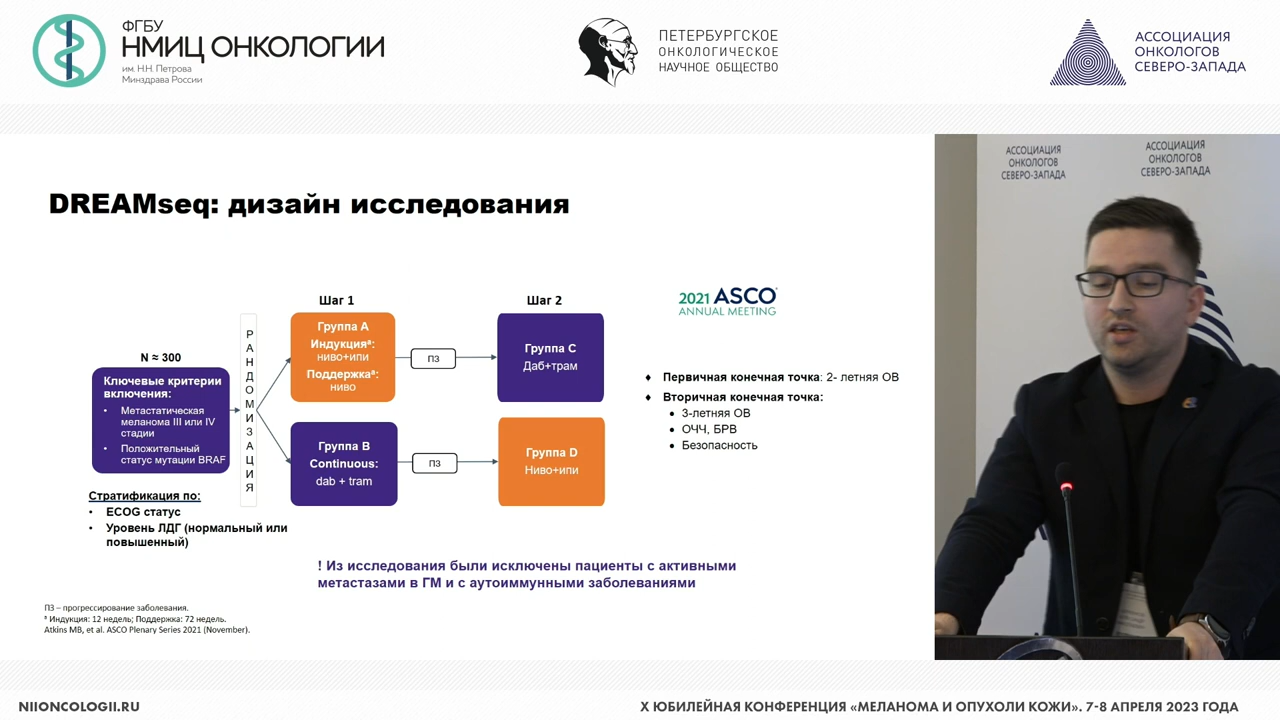 ФГБУ
НМИЦ ОНКОЛОГИИ
им. Н.Н. Петрова
Минздрава России
ПЕТЕРБУРГСКОЕ
ОНКОЛОГИЧЕСКОЕ
НАУЧНОЕ ОБЩЕСТВО
АССОЦИАЦИЯ
ОНКОЛОГОВ
СЕВЕРО-ЗАПАДА
DREAMseq: дизайн исследования
N ≈ 300
Ключевые критерии
включения:
• Метастатическая
меланома III или IV
стадии
• Положительный
статус мутации BRAF
Стратификация по:
• ECOG статус
• Уровень ЛДГ (нормальный или
повышенный)
РАНДОМИЗАЦИЯ
Шаг 1
Группа A
Индукцияª:
ниво+ипи
Поддержкаª:
ниво
ПЗ
Шаг 2
Группа C
Даб+трам
Группа B
Continuous:
dab + tram
ПЗ
Группа D
Ниво+ипи
2021 ASCO®
ANNUAL MEETING
♦ Первичная конечная точка: 2- летняя ОВ
♦ Вторичная конечная точка:
• 3-летняя ОВ
• ОЧЧ, БРВ
• Безопасность
! Из исследования были исключены пациенты с активными
метастазами в ГМ и с аутоиммунными заболеваниями
ПЗ – прогрессирование заболевания.
ª Индукция: 12 недель; Поддержка: 72 недель.
Atkins MB, et al. ASCO Plenary Series 2021 (November).
АССОЦИАЦИЯ
ОНКОЛОГОВ
СЕВЕРО-ЗАПАДА
АССОЦИАЦИЯ
ОНКОЛОГОВ
СЕВЕРО-ЗАПАДА
NIIONCOLOGII.RU
X ЮБИЛЕЙНАЯ КОНФЕРЕНЦИЯ «МЕЛАНОМА И ОПУХОЛИ КОЖИ». 7-8 АПРЕЛЯ 2023 ГОДА